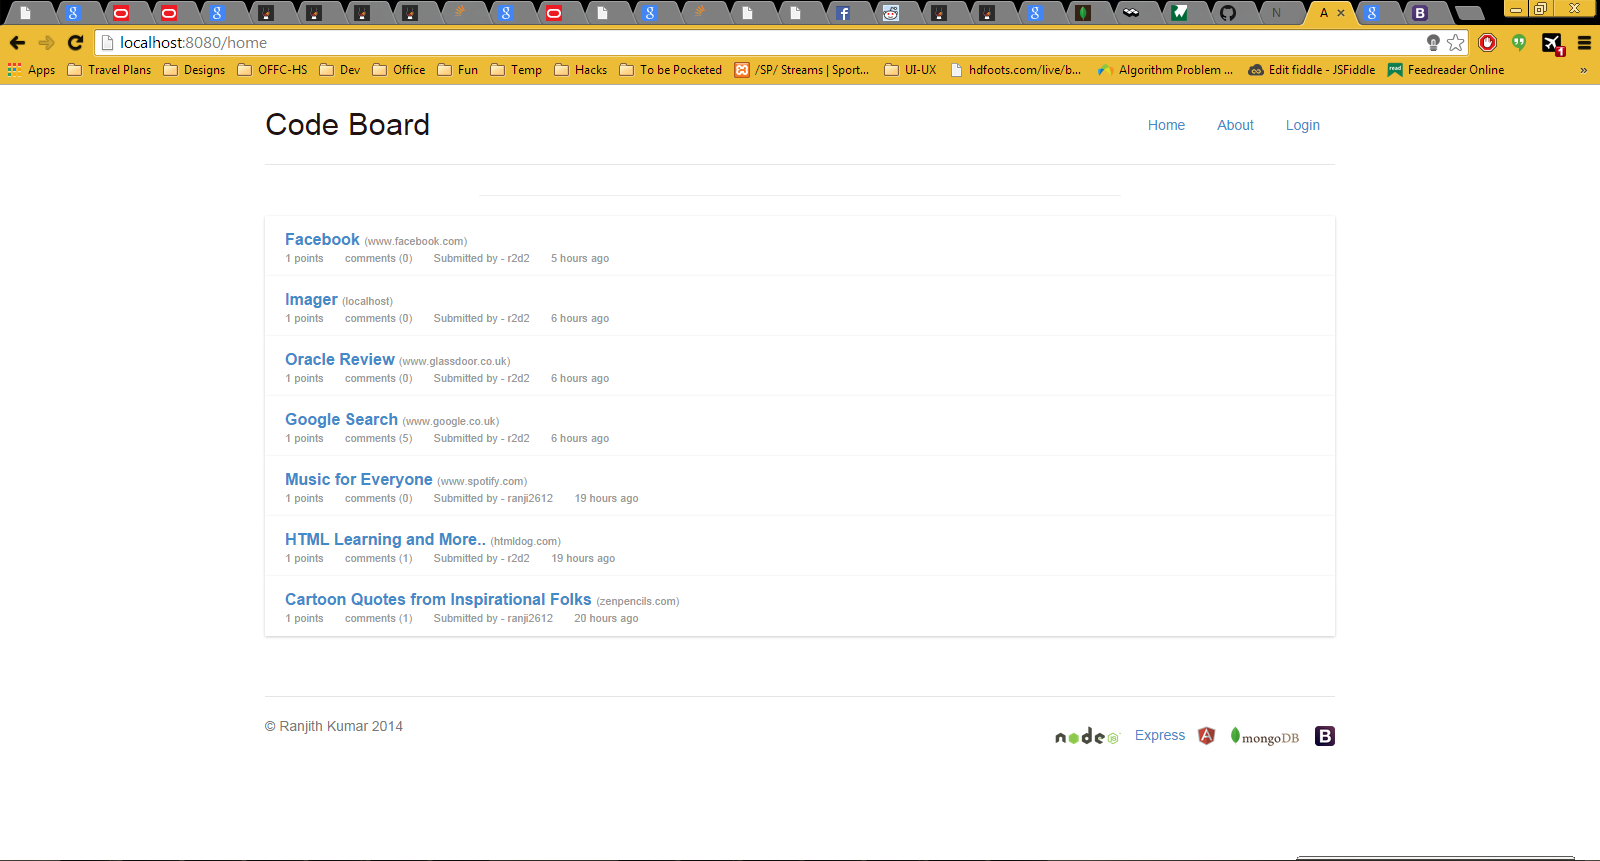 A
localhost:8080/home
Apps Travel Plans Designs OFFC-HS Dev Office Fun Temp Hacks To be Pocketed /SP/ Streams | Sport... UI-UX hdfoots.com/live/b... Algorithm Problem ... Edit fiddle - JSFiddle Feedreader Online »
Code Board
Home About Login
Facebook (www.facebook.com)
1 points comments (0) Submitted by - r2d2 5 hours ago
Imager (localhost)
1 points comments (0) Submitted by - r2d2 6 hours ago
Oracle Review (www.glassdoor.co.uk)
1 points comments (0) Submitted by - r2d2 6 hours ago
Google Search (www.google.co.uk)
1 points comments (5) Submitted by - r2d2 6 hours ago
Music for Everyone (www.spotify.com)
1 points comments (0) Submitted by - ranji2612 19 hours ago
HTML Learning and More.. (htmldog.com)
1 points comments (1) Submitted by - r2d2 19 hours ago
Cartoon Quotes from Inspirational Folks (zenpencils.com)
1 points comments (1) Submitted by - ranji2612 20 hours ago
© Ranjith Kumar 2014
node Express A mongoDB B